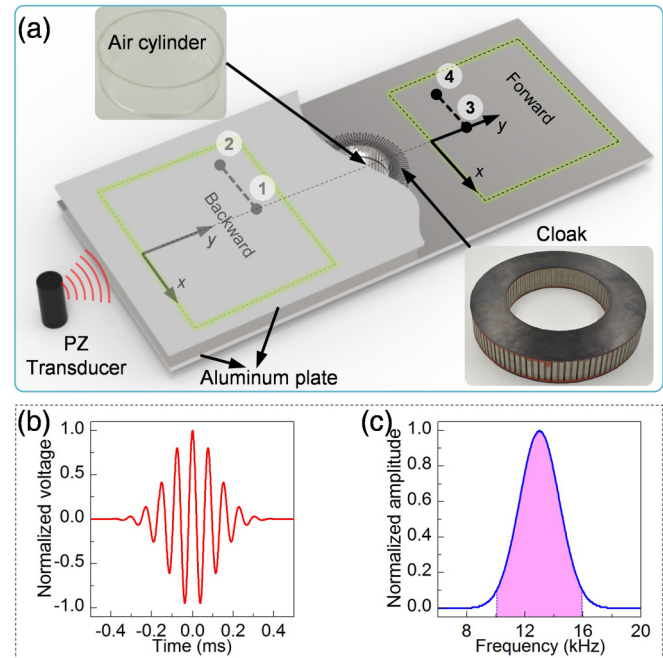 (a)
Air cylinder
4
3
Forward
y
x
2
1
Backward
y
x
Cloak
PZ
Transducer
Aluminum plate
(b)
Normalized voltage
1.0
0.5
0.0
-0.5
-1.0
-0.4 -0.2 0.0 0.2 0.4
Time (ms)
(c)
Normalized amplitude
1.0
0.8
0.6
0.4
0.2
0.0
8 12 16 20
Frequency (kHz)